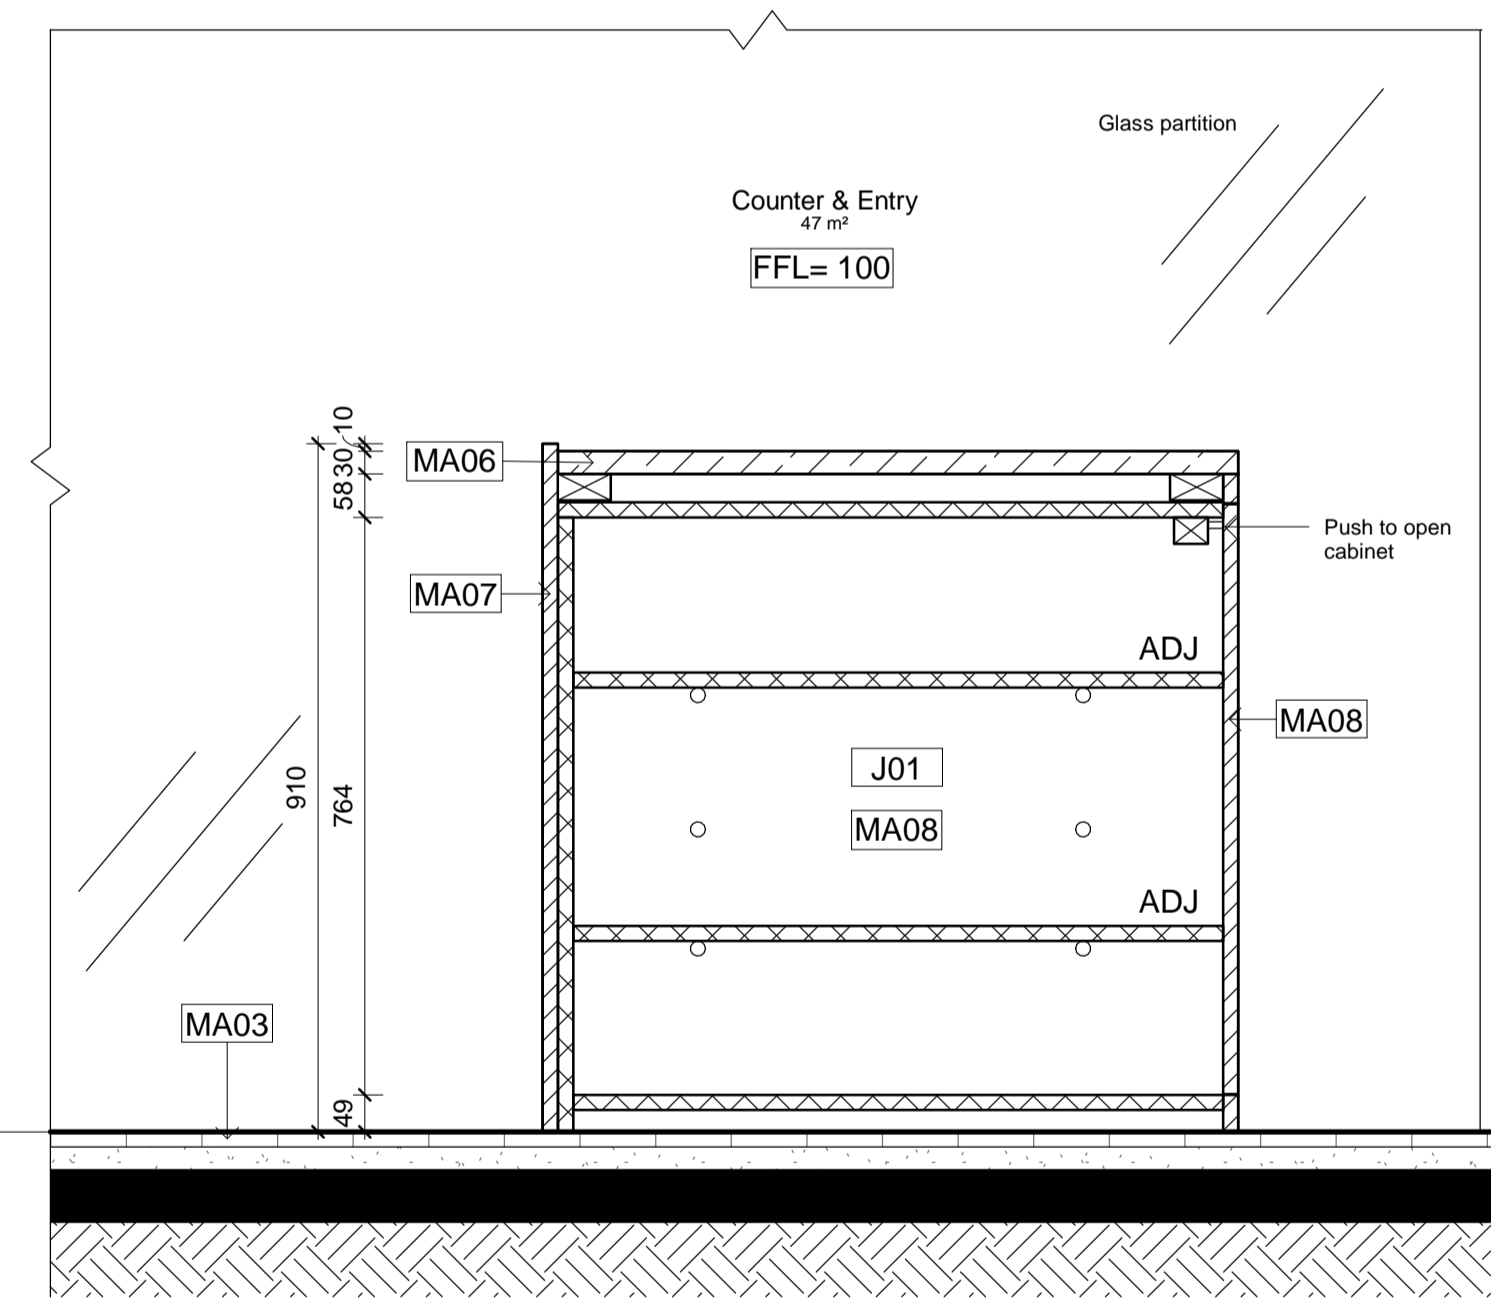 Glass partition
Counter & Entry
47 m²
FFL= 100
10
30
58
MA06
Push to open
cabinet
MA07
ADJ
MA08
J01
910
764
MA08
ADJ
MA03
49